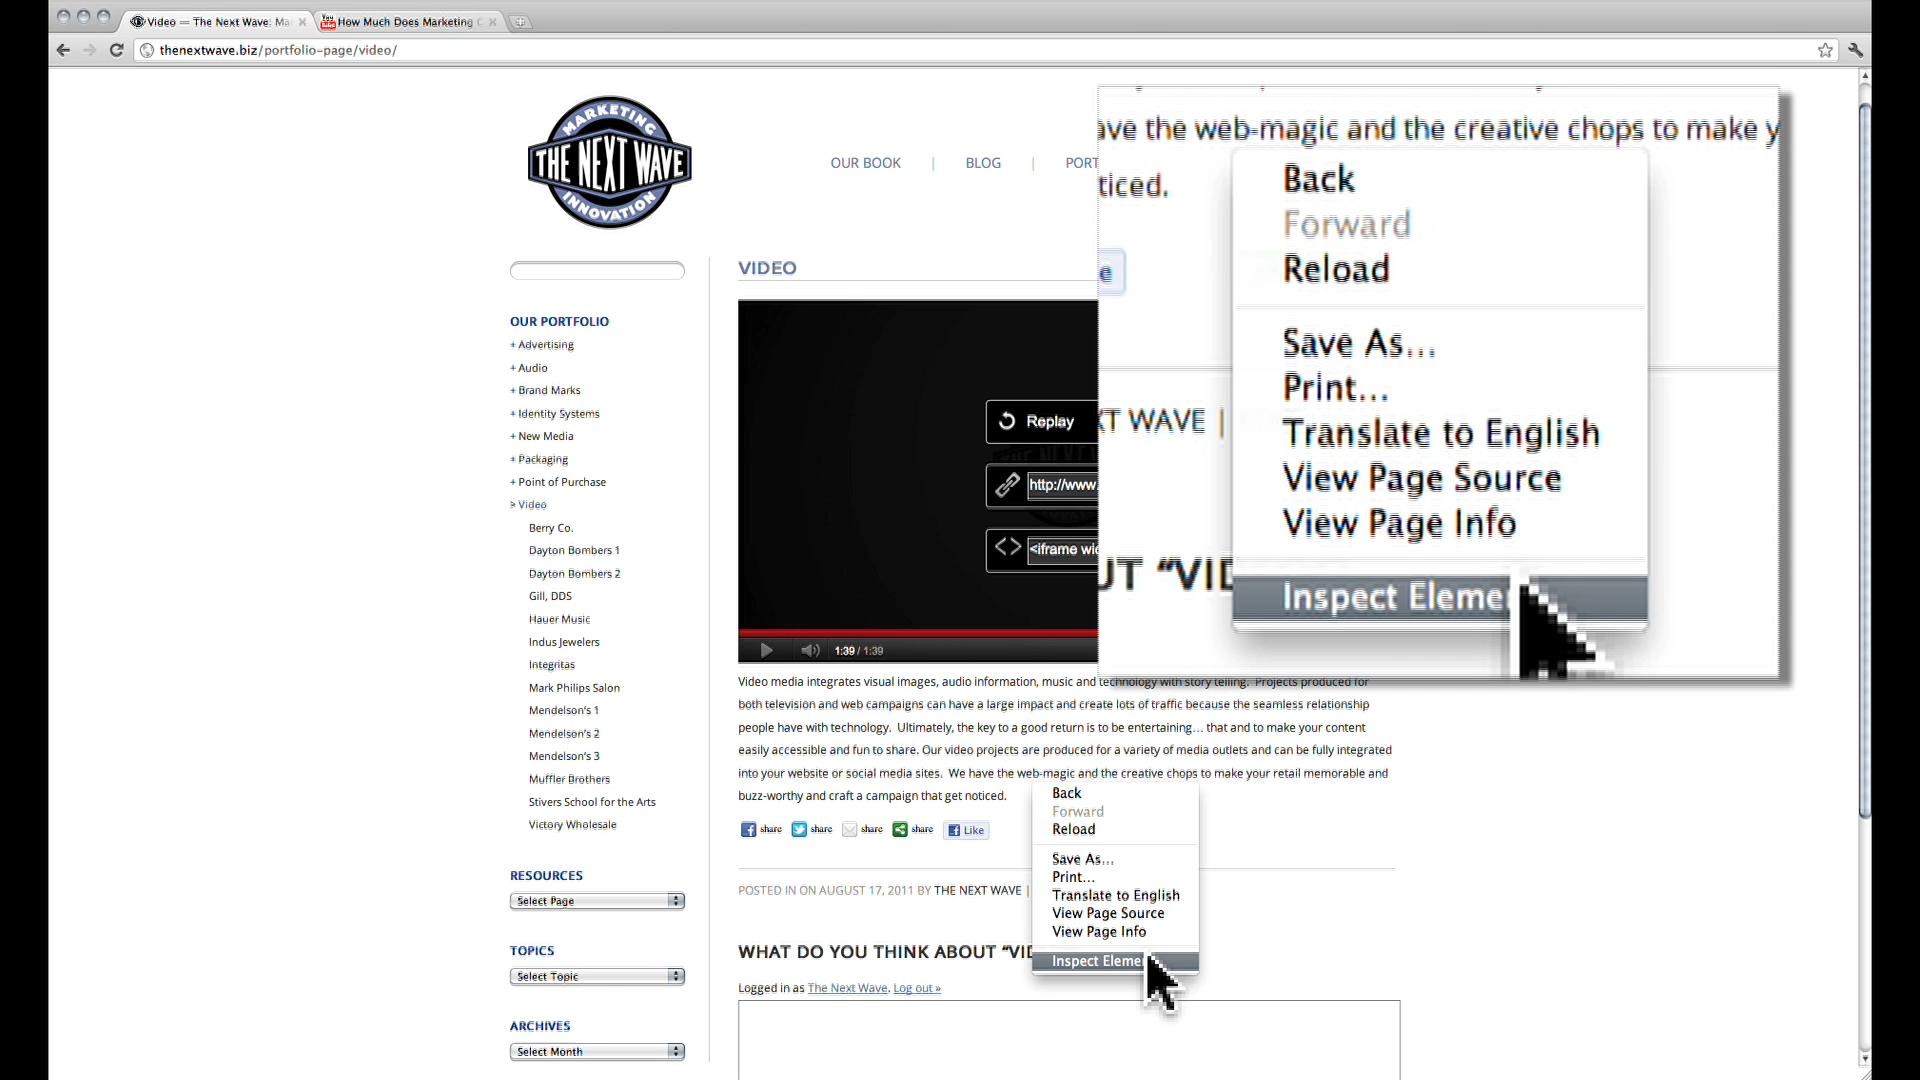 Video — The Next Wave: Ma
You Tube How Much Does Marketing C
thenextwave.biz/portfolio-page/video/
MARKETING
THE NEXT WAVE
INNOVATION
OUR BOOK | BLOG | PORT
VIDEO
OUR PORTFOLIO
+ Advertising
+ Audio
+ Brand Marks
+ Identity Systems
+ New Media
+ Packaging
+ Point of Purchase
> Video
Berry Co.
Dayton Bombers 1
Dayton Bombers 2
Gill, DDS
Hauer Music
Indus Jewelers
Integritas
Mark Philips Salon
Mendelson's 1
Mendelson's 2
Mendelson's 3
Muffler Brothers
Stivers School for the Arts
Victory Wholesale
RESOURCES
Select Page
TOPICS
Select Topic
ARCHIVES
Select Month
Replay
http://www.
<> <iframe wi
1:39 / 1:39
Video media integrates visual images, audio information, music and technology with story telling. Projects produced for
both television and web campaigns can have a large impact and create lots of traffic because the seamless relationship
people have with technology. Ultimately, the key to a good return is to be entertaining... that and to make your content
easily accessible and fun to share. Our video projects are produced for a variety of media outlets and can be fully integrated
into your website or social media sites. We have the web-magic and the creative chops to make your retail memorable and
buzz-worthy and craft a campaign that get noticed.
share share share share Like
POSTED IN ON AUGUST 17, 2011 BY THE NEXT WAVE |
WHAT DO YOU THINK ABOUT “VID
Logged in as The Next Wave. Log out »
Back
Forward
Reload
Save As...
Print...
Translate to English
View Page Source
View Page Info
Inspect Eleme
ave the web-magic and the creative chops to make y
ticed.
e
XT WAVE |
UT “VID
Back
Forward
Reload
Save As...
Print...
Translate to English
View Page Source
View Page Info
Inspect Eleme